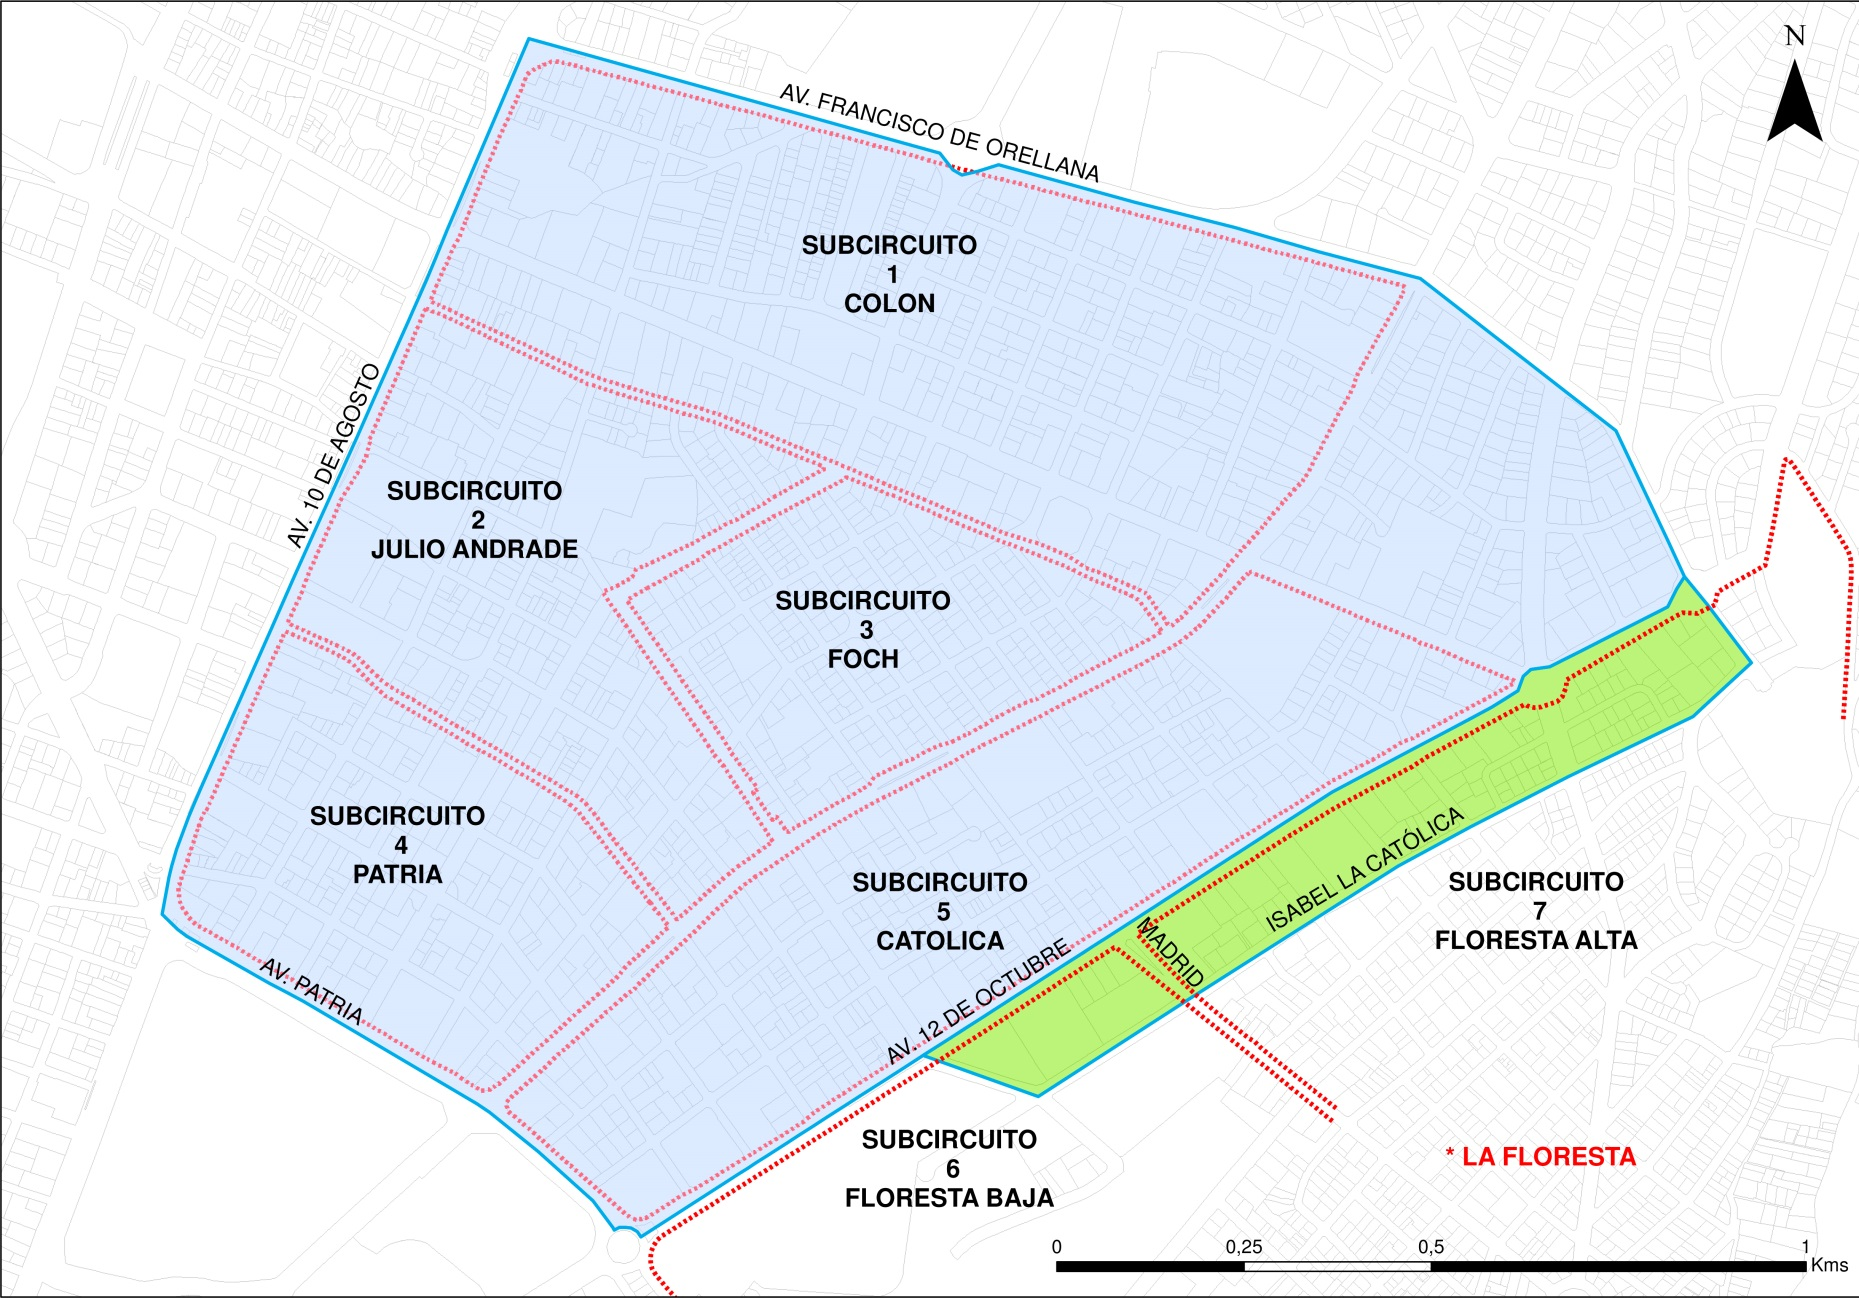 N
AV. FRANCISCO DE ORELLANA
SUBCIRCUITO
1
COLON
AV. 10 DE AGOSTO
SUBCIRCUITO
2
JULIO ANDRADE
SUBCIRCUITO
3
FOCH
SUBCIRCUITO
4
PATRIA
SUBCIRCUITO
5
CATOLICA
ISABEL LA CATÓLICA
SUBCIRCUITO
7
FLORESTA ALTA
MADRID
AV. 12 DE OCTUBRE
AV. PATRIA
SUBCIRCUITO
6
FLORESTA BAJA
* LA FLORESTA
0 0,25 0,5 1
Kms